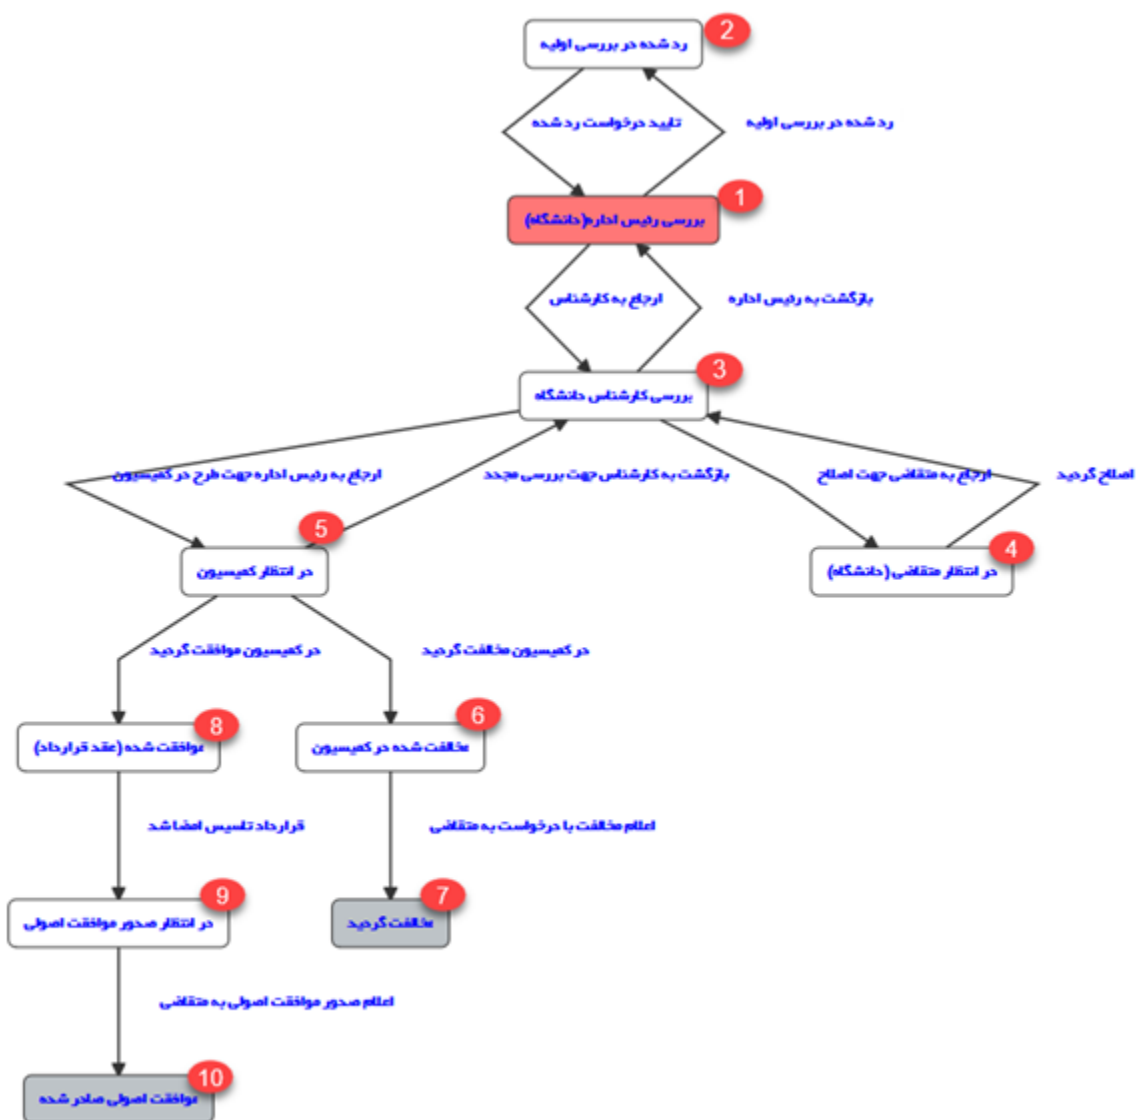 2
رد شده در بررسی اولیه
تایید درخواست رد شده
رد شده در بررسی اولیه
1
بررسی رئیس اداره(دانشگاه)
ارجاع به کارشناس
بازگشت به رئیس اداره
3
بررسی کارشناس دانشگاه
ارجاع به رئیس اداره جهت طرح در کمیسیون
بازگشت به کارشناس جهت بررسی مجدد
ارجاع به متقاضی جهت اصلاح
اصلاح گردید
5
در انتظار کمیسیون
4
در انتظار متقاضی (دانشگاه)
در کمیسیون موافقت گردید
در کمیسیون مخالفت گردید
8
موافقت شده (عقد قرارداد)
6
مخالفت شده در کمیسیون
قرارداد تاسیس امضا شد
اعلام مخالفت با درخواست به متقاضی
9
در انتظار صدور موافقت اصولی
7
مخالفت گردید
اعلام صدور موافقت اصولی به متقاضی
10
موافقت اصولی صادر شده